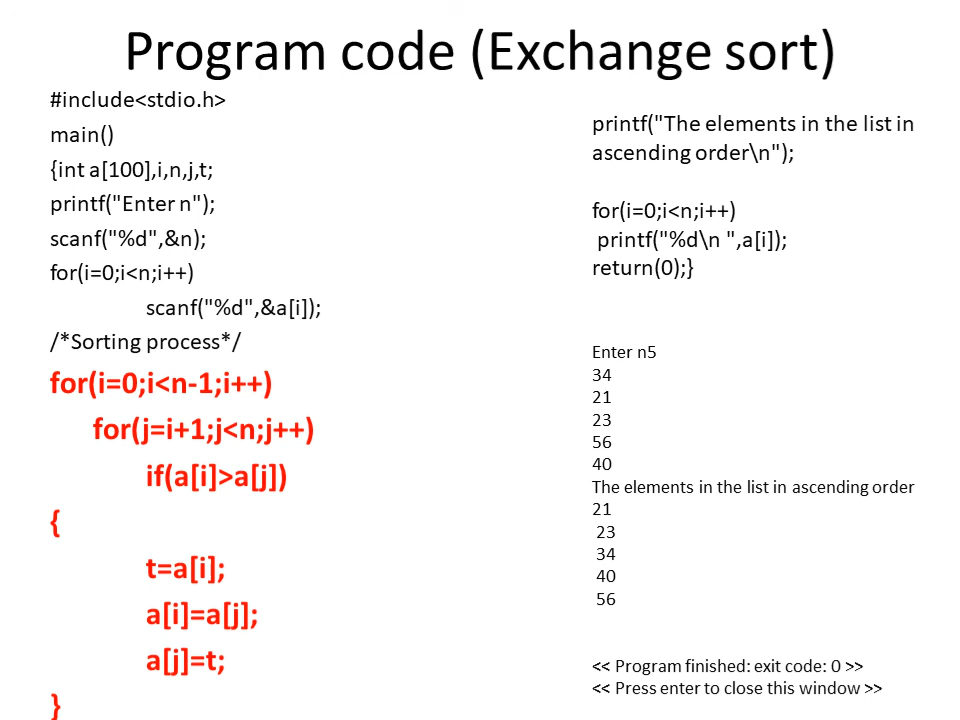 Program code (Exchange sort)
#include<stdio.h>
main()
{int a[100],i,n,j,t;
printf("Enter n");
scanf("%d",&n);
for(i=0;i<n;i++)
scanf("%d",&a[i]);
/*Sorting process*/
for(i=0;i<n-1;i++)
for(j=i+1;j<n;j++)
if(a[i]>a[j])
{
t=a[i];
a[i]=a[j];
a[j]=t;
}
printf("The elements in the list in
ascending order\n");
for(i=0;i<n;i++)
printf("%d\n ",a[i]);
return(0);}
Enter n5
34
21
23
56
40
The elements in the list in ascending order
21
23
34
40
56
<< Program finished: exit code: 0 >>
<< Press enter to close this window >>